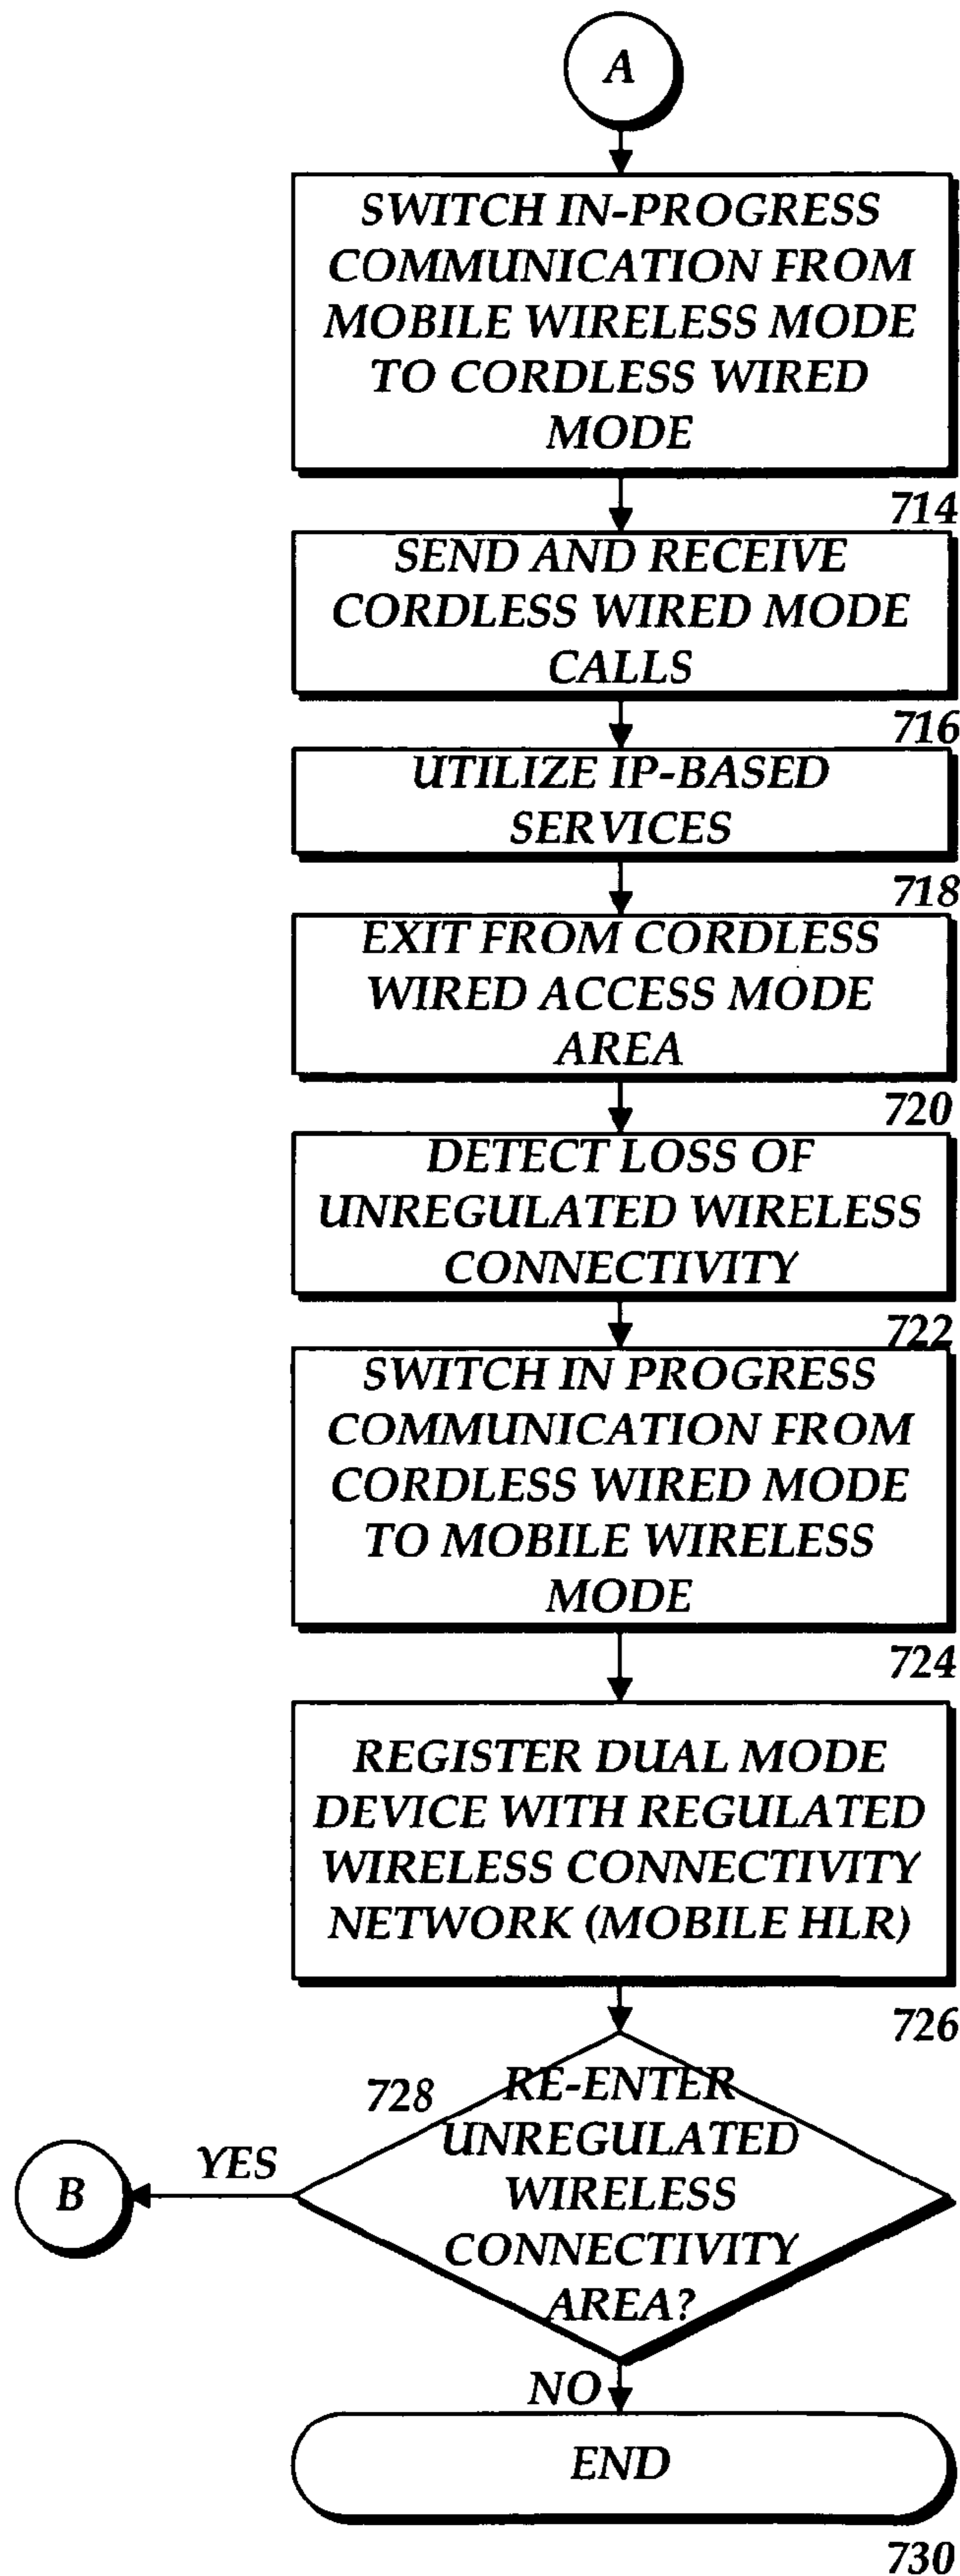 A
SWITCH IN-PROGRESS
COMMUNICATION FROM
MOBILE WIRELESS MODE
TO CORDLESS WIRED
MODE
714
SEND AND RECEIVE
CORDLESS WIRED MODE
CALLS
716
UTILIZE IP-BASED
SERVICES
718
EXIT FROM CORDLESS
WIRED ACCESS MODE
AREA
720
DETECT LOSS OF
UNREGULATED WIRELESS
CONNECTIVITY
722
SWITCH IN PROGRESS
COMMUNICATION FROM
CORDLESS WIRED MODE
TO MOBILE WIRELESS
MODE
724
REGISTER DUAL MODE
DEVICE WITH REGULATED
WIRELESS CONNECTIVITY
NETWORK (MOBILE HLR)
726
728
RE-ENTER
UNREGULATED
WIRELESS
CONNECTIVITY
AREA?
YES
B
NO
END
730